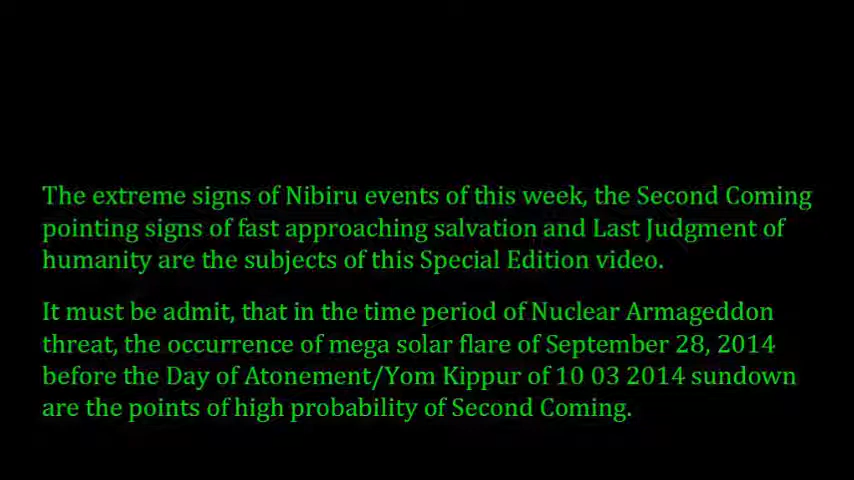 The extreme signs of Nibiru events of this week, the Second Coming
pointing signs of fast approaching salvation and Last Judgment of
humanity are the subjects of this Special Edition video.
It must be admit, that in the time period of Nuclear Armageddon
threat, the occurrence of mega solar flare of September 28, 2014
before the Day of Atonement/Yom Kippur of 10 03 2014 sundown
are the points of high probability of Second Coming.